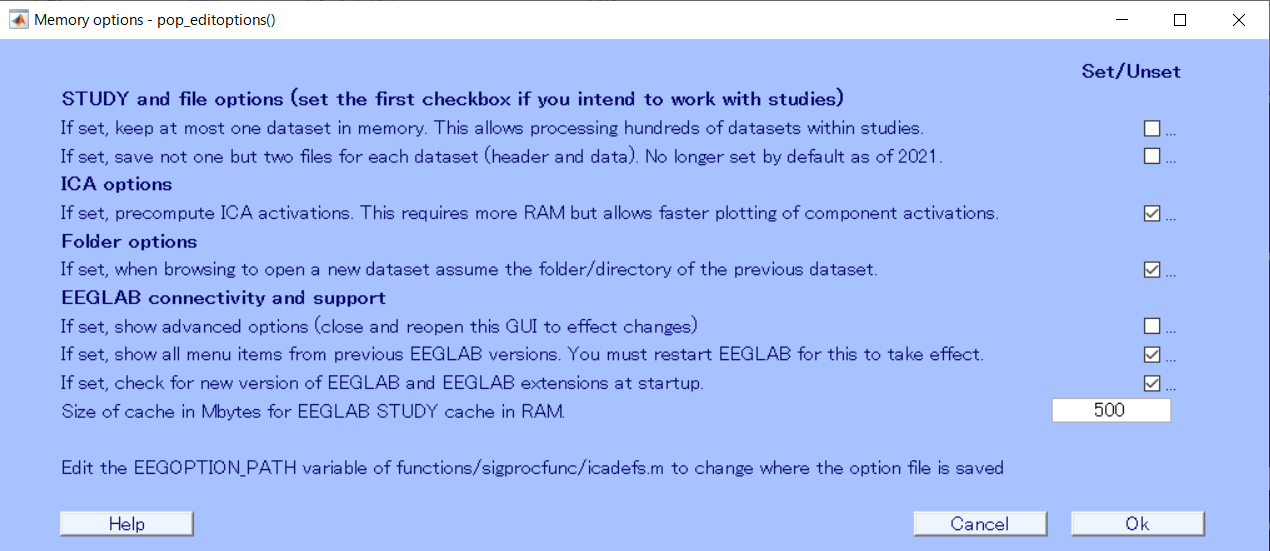 Memory options - pop_editoptions()
Set/Unset
STUDY and file options (set the first checkbox if you intend to work with studies)
If set, keep at most one dataset in memory. This allows processing hundreds of datasets within studies.
...
If set, save not one but two files for each dataset (header and data). No longer set by default as of 2021.
...
ICA options
If set, precompute ICA activations. This requires more RAM but allows faster plotting of component activations.
...
Folder options
If set, when browsing to open a new dataset assume the folder/directory of the previous dataset.
...
EEGLAB connectivity and support
If set, show advanced options (close and reopen this GUI to effect changes)
...
If set, show all menu items from previous EEGLAB versions. You must restart EEGLAB for this to take effect.
...
If set, check for new version of EEGLAB and EEGLAB extensions at startup.
...
Size of cache in Mbytes for EEGLAB STUDY cache in RAM.
500
Edit the EEGOPTION_PATH variable of functions/sigprocfunc/icadefs.m to change where the option file is saved
Help
Cancel
Ok